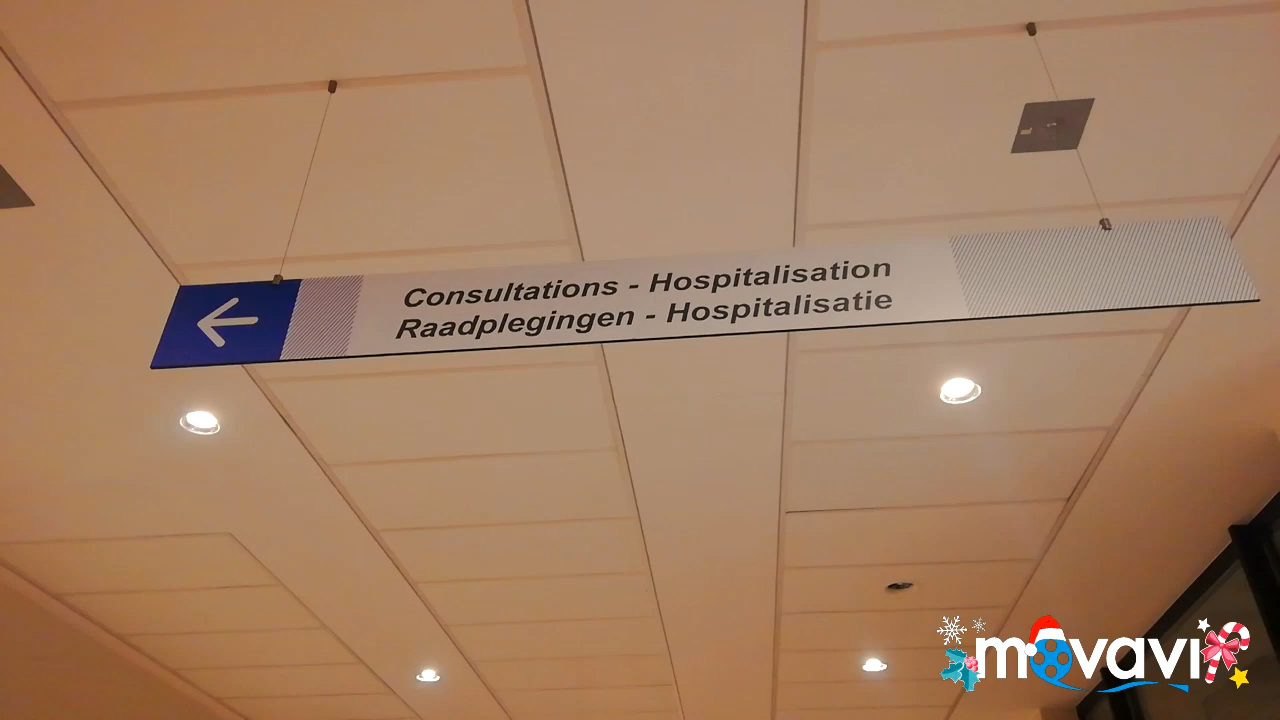 Consultations - Hospitalisation
Raadplegingen - Hospitalisatie
movavi